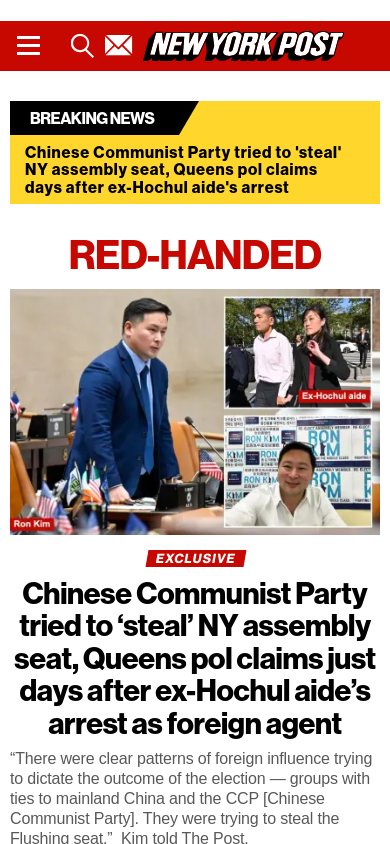 NEW YORK POST
BREAKING NEWS
Chinese Communist Party tried to 'steal'
NY assembly seat, Queens pol claims
days after ex-Hochul aide's arrest
RED-HANDED
Ex-Hochul aide
RON KIM
RON
KIM
Ron Kim
EXCLUSIVE
Chinese Communist Party
tried to ‘steal’ NY assembly
seat, Queens pol claims just
days after ex-Hochul aide’s
arrest as foreign agent
“There were clear patterns of foreign influence trying
to dictate the outcome of the election — groups with
ties to mainland China and the CCP [Chinese
Communist Party]. They were trying to steal the
Flushing seat,”  Kim told The Post.